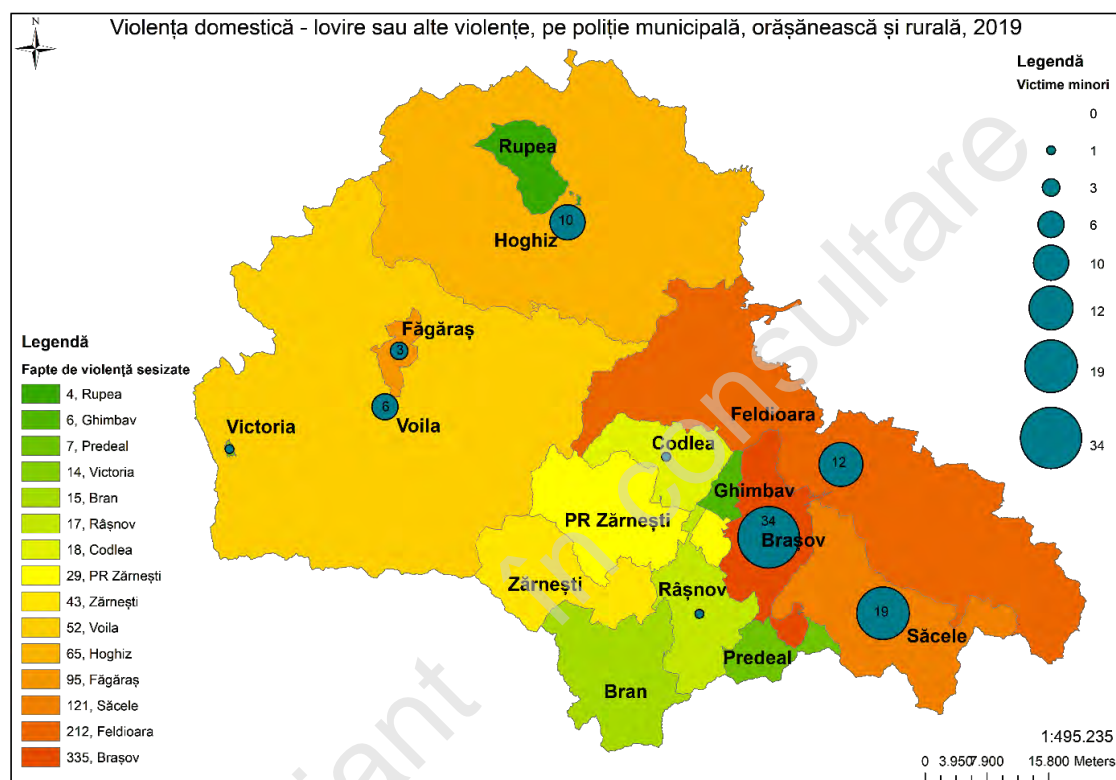 Violența domestică - lovire sau alte violențe, pe poliție municipală, orășănească și rurală, 2019
N
Legendă
Victime minori
0
1
3
6
10
12
19
34
Rupea
10
Hoghiz
Făgăraș
3
6
Voila
Victoria
Feldioara
Codlea
12
Ghimbav
PR Zărnești
34
Brașov
Zărnești
Râșnov
19
Săcele
Predeal
Bran
Legendă
Fapte de violență sesizate
4, Rupea
6, Ghimbav
7, Predeal
14, Victoria
15, Bran
17, Râșnov
18, Codlea
29, PR Zărnești
43, Zărnești
52, Voila
65, Hoghiz
95, Făgăraș
121, Săcele
212, Feldioara
335, Brașov
1:495.235
0 3.950 7.900 15.800 Meters
în consultare